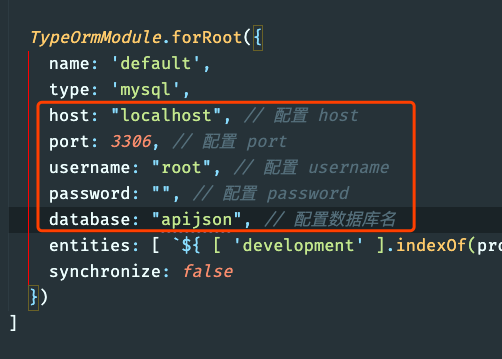 TypeOrmModule.forRoot({
name: 'default',
type: 'mysql',
host: "localhost", // 配置 host
port: 3306, // 配置 port
username: "root", // 配置 username
password: "", // 配置 password
database: "apijson", // 配置数据库名
entities: [ `${ [ 'development' ].indexOf(pro
synchronize: false
})
]